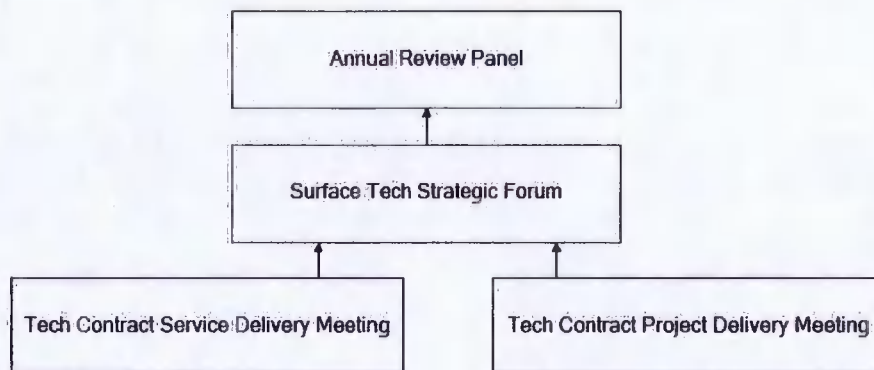 Annual Review Panel
Surface Tech Strategic Forum
Tech Contract Service Delivery Meeting
Tech Contract Project Delivery Meeting